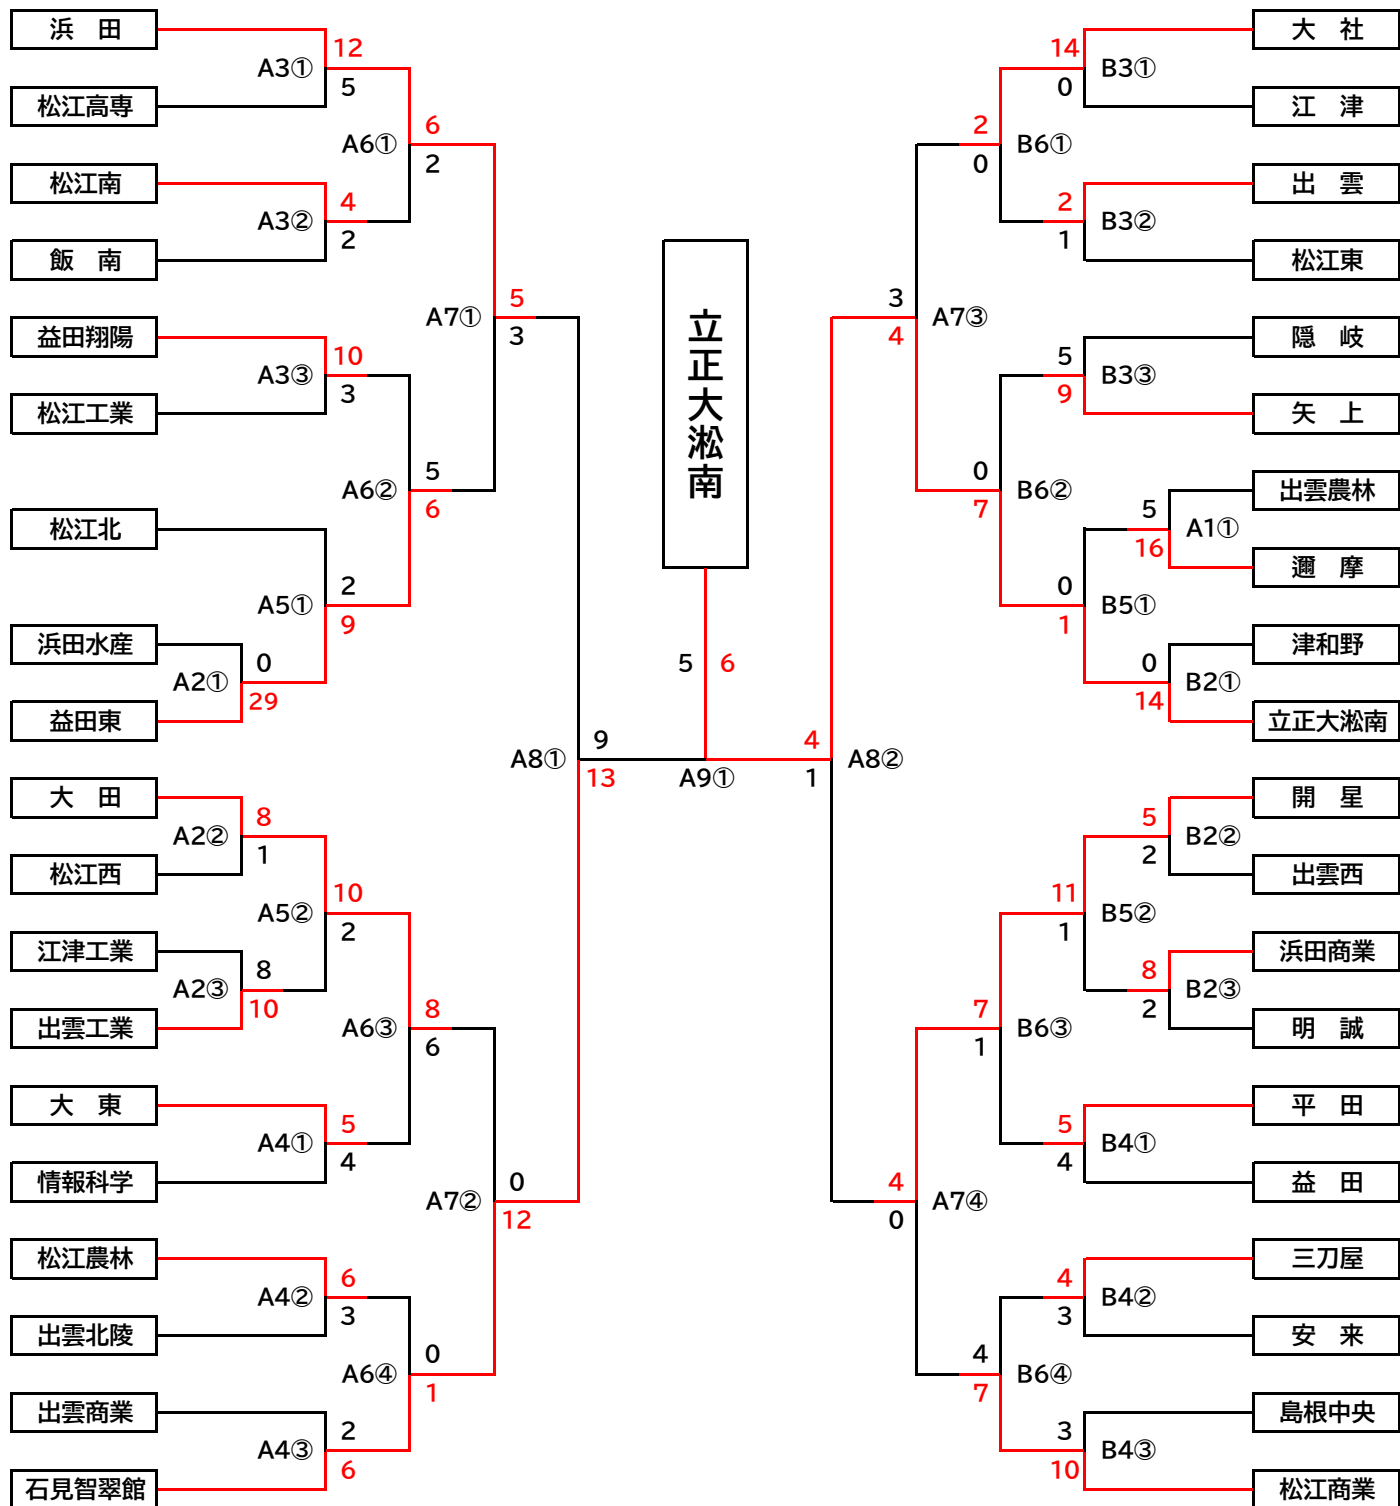 浜　田
12
A3①
5
松江高専
6
A6①
2
松江南
4
A3②
2
飯　南
5
A7①
3
益田翔陽
10
A3③
3
松江工業
5
A6②
6
松江北
2
A5①
9
浜田水産
0
A2①
29
益田東
9
A8①
13
大　田
8
A2②
1
松江西
10
A5②
2
江津工業
8
A2③
10
出雲工業
8
A6③
6
大　東
5
A4①
4
情報科学
0
A7②
12
松江農林
6
A4②
3
出雲北陵
0
A6④
1
出雲商業
2
A4③
6
石見智翠館
立正大淞南
5
6
A9①
大　社
14
B3①
0
江　津
2
B6①
0
出　雲
2
B3②
1
松江東
3
A7③
4
隠　岐
5
B3③
9
矢　上
0
B6②
7
出雲農林
5
A1①
16
邇　摩
0
B5①
1
津和野
0
B2①
14
立正大淞南
4
A8②
1
開　星
5
B2②
2
出雲西
11
B5②
1
浜田商業
8
B2③
2
明　誠
7
B6③
1
平　田
5
B4①
4
益　田
4
A7④
0
三刀屋
4
B4②
3
安　来
4
B6④
7
島根中央
3
B4③
10
松江商業